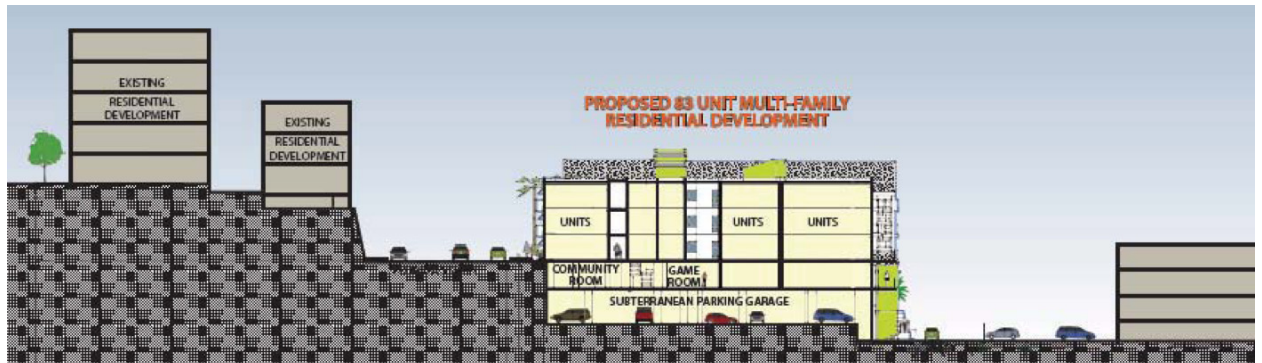 EXISTING
RESIDENTIAL
DEVELOPMENT
EXISTING
RESIDENTIAL
DEVELOPMENT
PROPOSED 83 UNIT MULTI-FAMILY
RESIDENTIAL DEVELOPMENT
UNITS
UNITS
UNITS
COMMUNITY
ROOM
GAME
ROOM
SUBTERRANEAN PARKING GARAGE